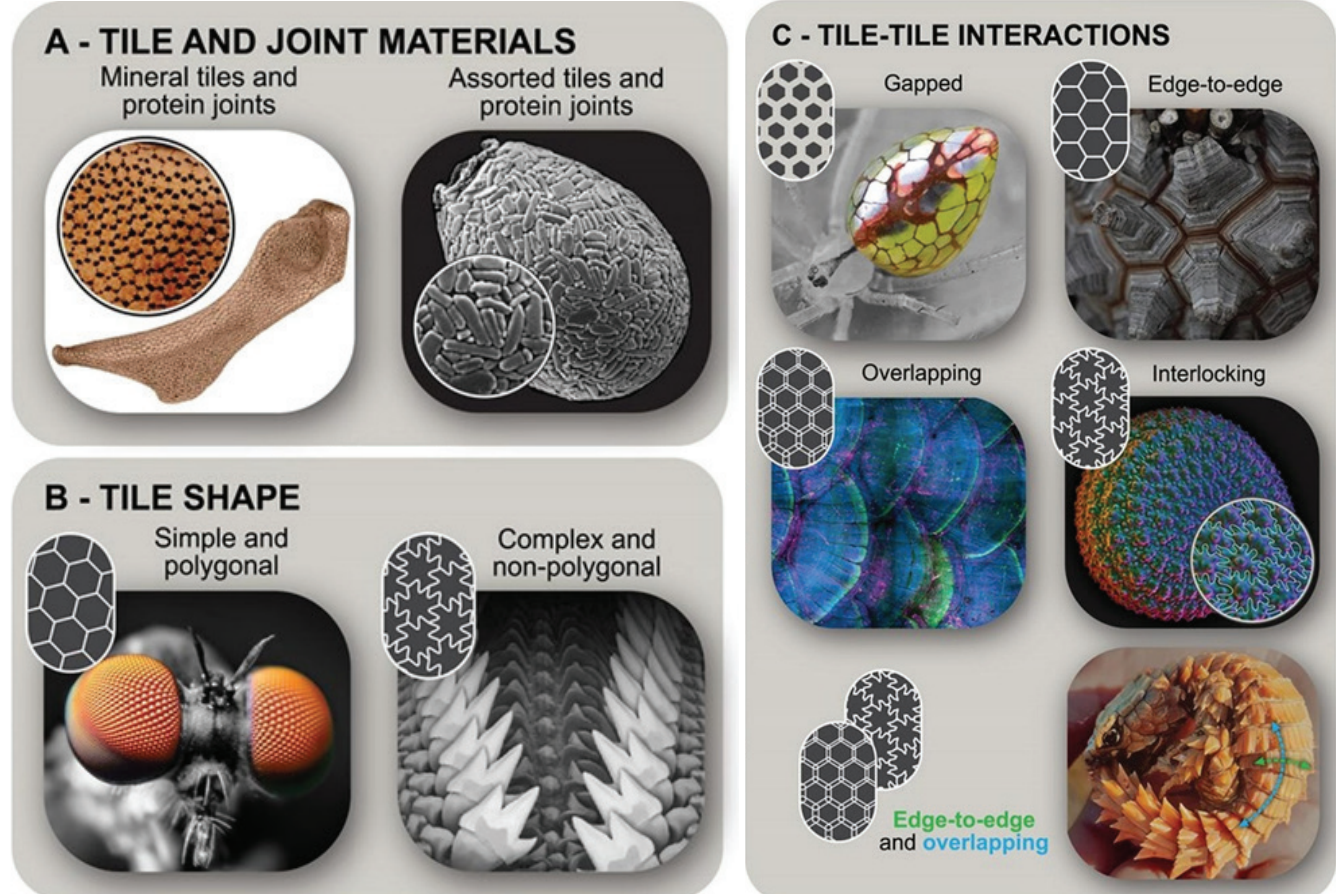 A - TILE AND JOINT MATERIALS
Mineral tiles and
protein joints
Assorted tiles and
protein joints
B - TILE SHAPE
Simple and
polygonal
Complex and
non-polygonal
C - TILE-TILE INTERACTIONS
Gapped
Edge-to-edge
Overlapping
Interlocking
Edge-to-edge
and overlapping